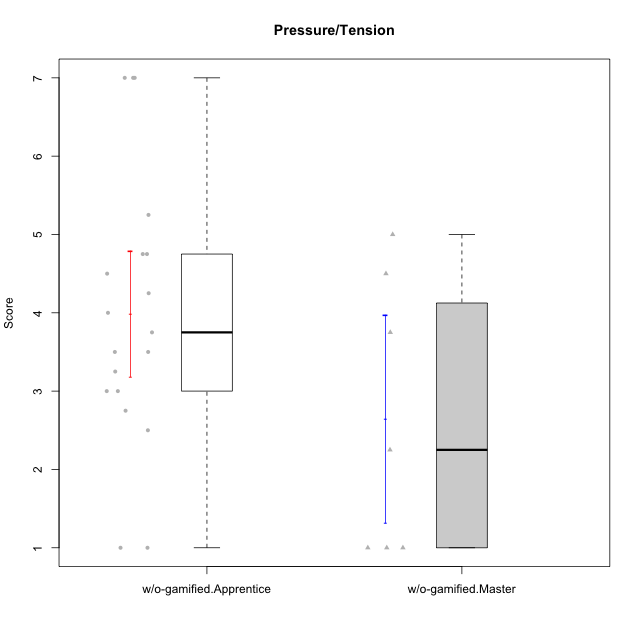 Pressure/Tension
Score
7
6
5
4
3
2
1
w/o-gamified.Apprentice
w/o-gamified.Master